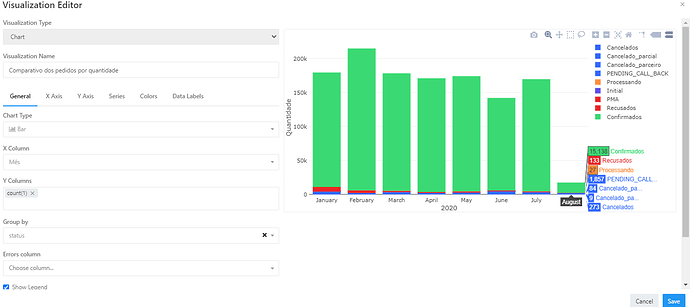 Visualization Editor
×
Visualization Type
Chart
Visualization Name
Comparativo dos pedidos por quantidade
General
X Axis
Y Axis
Series
Colors
Data Labels
Chart Type
Bar
X Column
Mês
Y Columns
count(1) ×
Group by
status
Errors column
Choose column...
Show Legend
Quantidade
200k
150k
100k
50k
0
January
February
March
April
May
June
July
August
2020
Cancelados
Cancelado_parcial
Cancelado_parceiro
PENDING_CALL_BACK
Processando
Initial
PMA
Recusados
Confirmados
15,138 Confirmados
133 Recusados
27 Processando
1,857 PENDING_CALL...
84 Cancelado_pa...
9 Cancelado_pa...
273 Cancelados
Cancel
Save